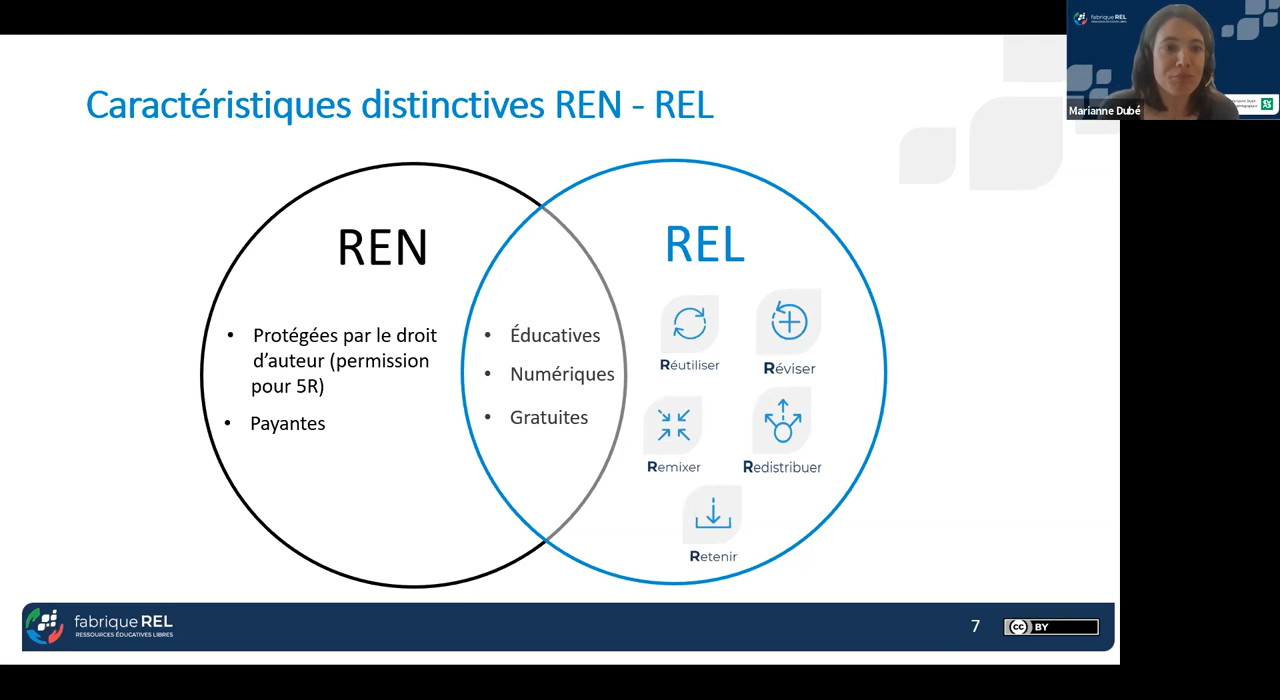 Caractéristiques distinctives REN - REL
fabrique REL
Marianne Dubé
REN
REL
• Protégées par le droit
d'auteur (permission
pour 5R)
• Payantes
• Éducatives
• Numériques
• Gratuites
Réutiliser
Réviser
Remixer
Redistribuer
Retenir
fabrique REL
RESSOURCES ÉDUCATIVES LIBRES
7
cc BY